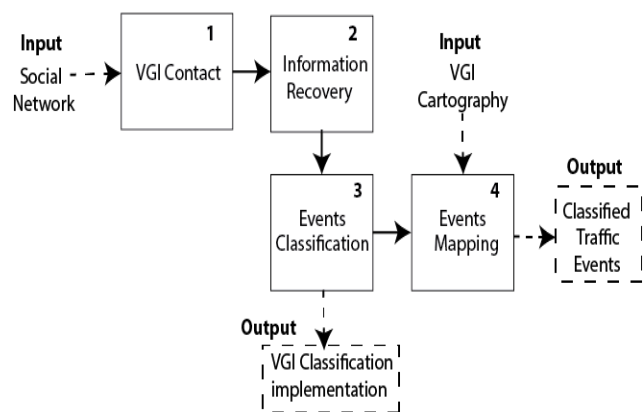 Input
Social
Network
1
VGI Contact
2
Information
Recovery
Input
VGI
Cartography
3
Events
Classification
4
Events
Mapping
Output
Classified
Traffic
Events
Output
VGI Classification
implementation